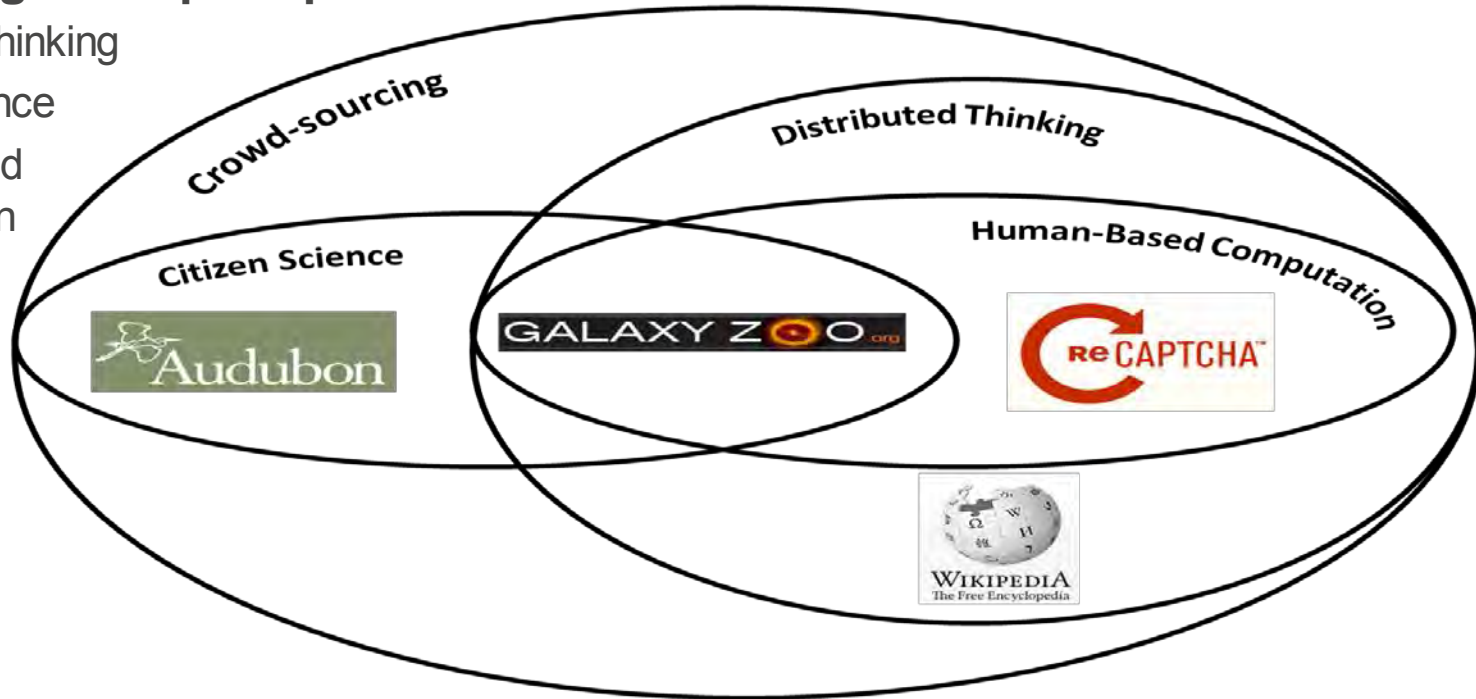 hinking
nce
d
Crowd-sourcing
Distributed Thinking
Human-Based Computation
Citizen Science
Audubon
GALAXY ZOO.org
ReCAPTCHA™
WIKIPEDIA
The Free Encyclopedia